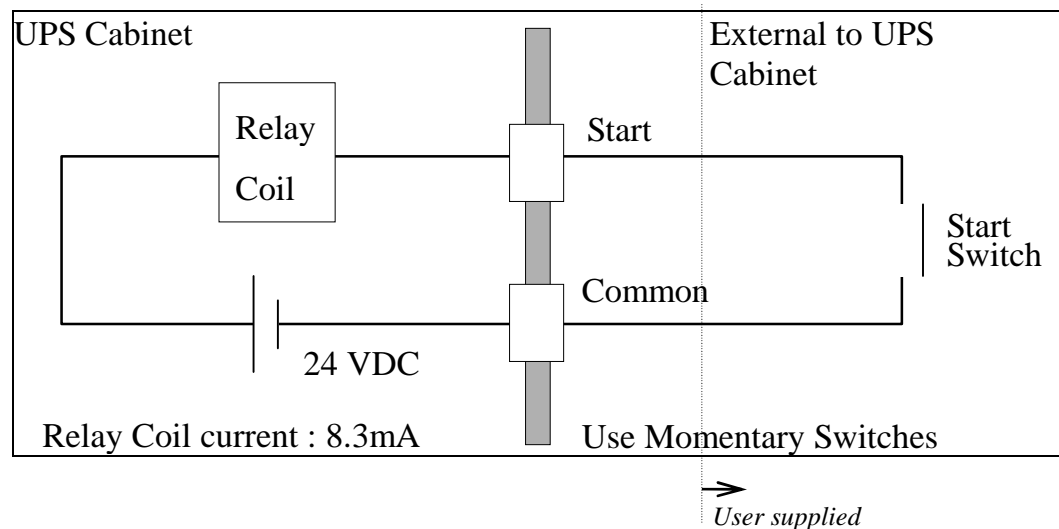 UPS Cabinet
External to UPS
Cabinet
Relay
Coil
Start
Start
Switch
Common
24 VDC
Relay Coil current : 8.3mA
Use Momentary Switches
User supplied